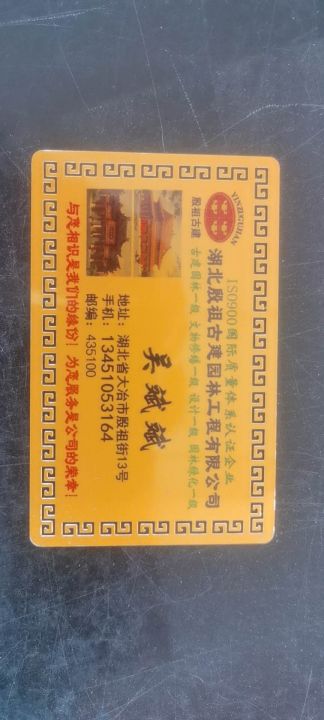 ISO900国际质量体系认证企业
YINZUGUJIAN
湖北殷祖古建园林工程有限公司
殷祖古建
古建园林一级 文物修缮一级 设计一级 园林绿化一级
吴 斌 斌
地址：湖北省大冶市殷祖街13号
手机：13451053164
邮编：435100
与您相识是我们的缘份！为您服务是公司的荣幸！